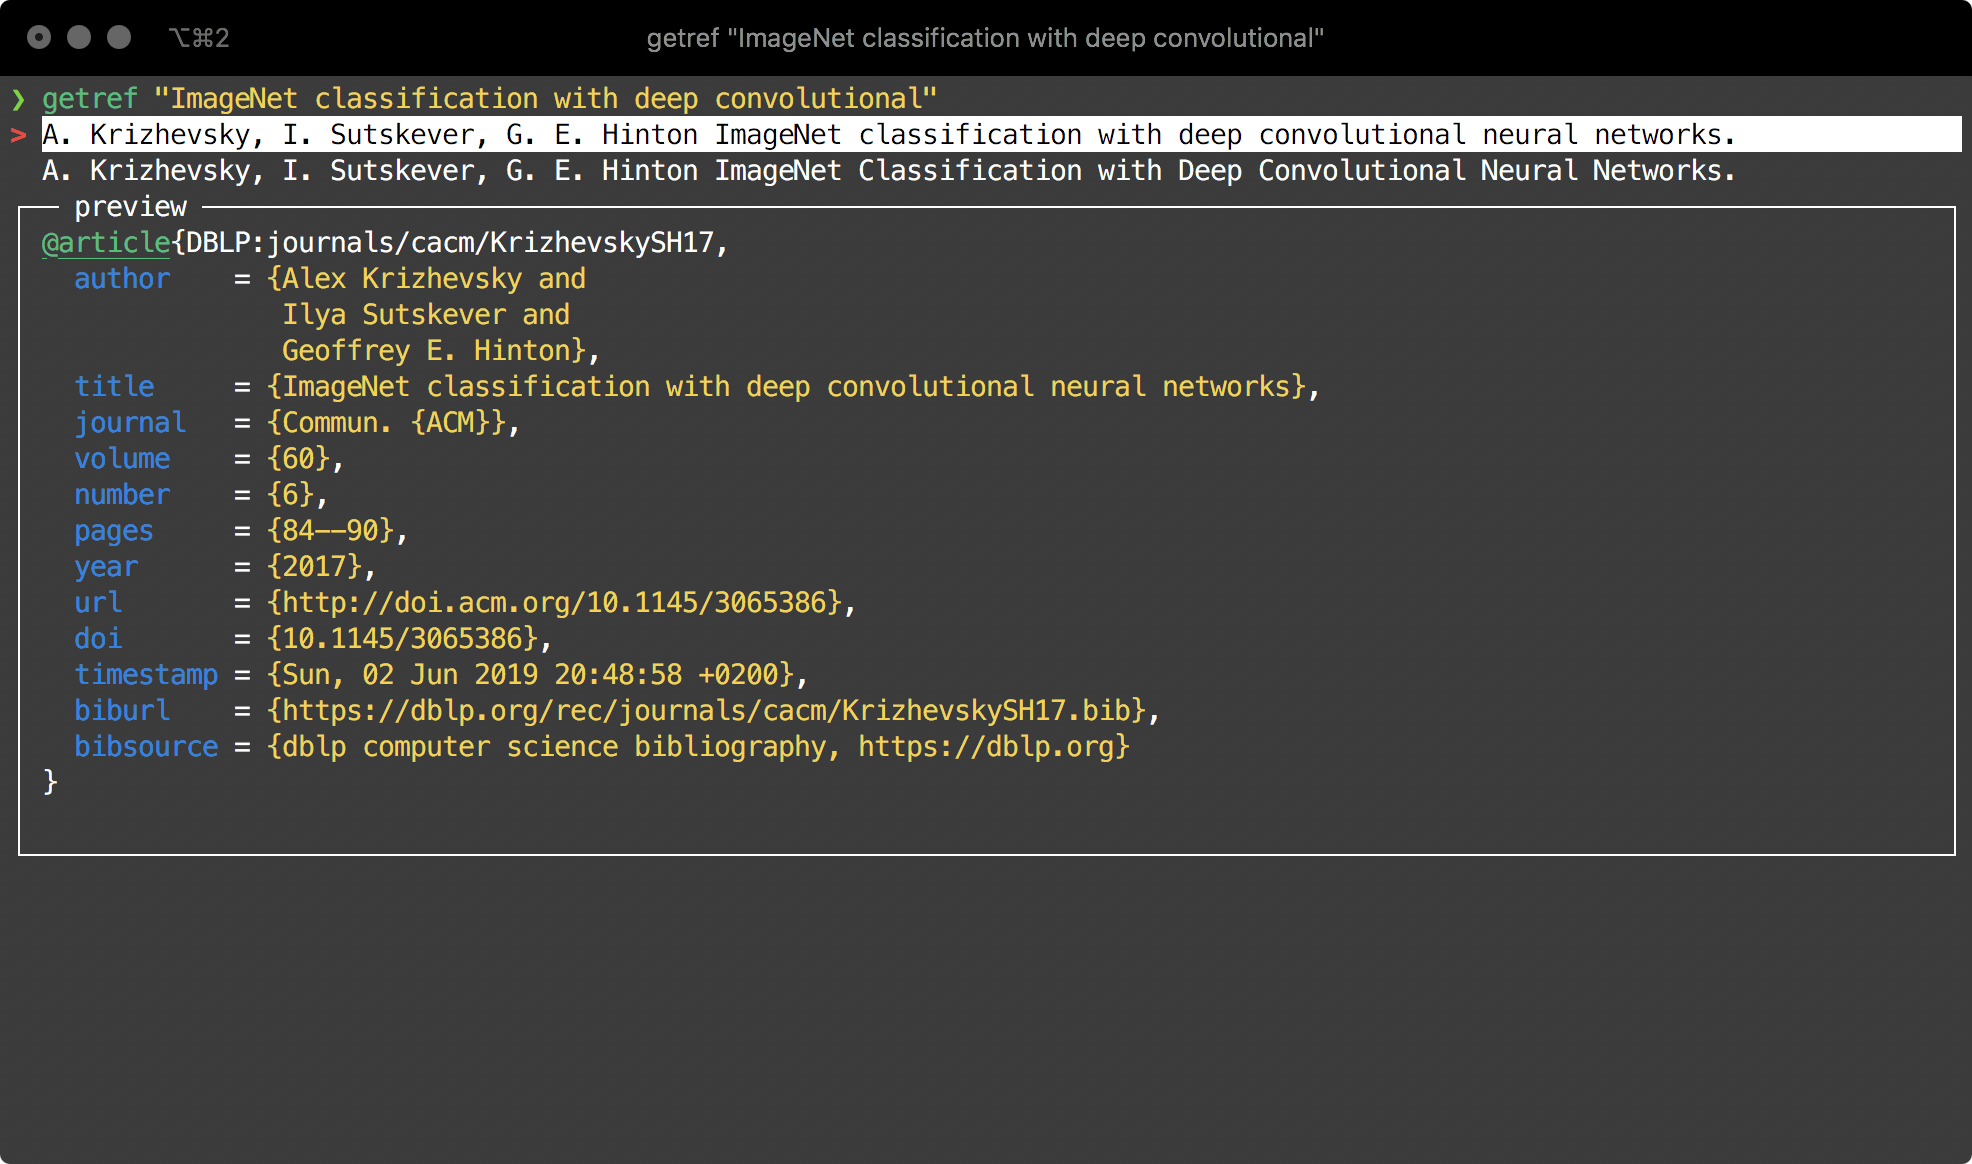 ⌥⌘2 getref "ImageNet classification with deep convolutional"
❯ getref "ImageNet classification with deep convolutional"
> A. Krizhevsky, I. Sutskever, G. E. Hinton ImageNet classification with deep convolutional neural networks.
A. Krizhevsky, I. Sutskever, G. E. Hinton ImageNet Classification with Deep Convolutional Neural Networks.
preview
@article{DBLP:journals/cacm/KrizhevskySH17,
  author    = {Alex Krizhevsky and
               Ilya Sutskever and
               Geoffrey E. Hinton},
  title     = {ImageNet classification with deep convolutional neural networks},
  journal   = {Commun. {ACM}},
  volume    = {60},
  number    = {6},
  pages     = {84--90},
  year      = {2017},
  url       = {http://doi.acm.org/10.1145/3065386},
  doi       = {10.1145/3065386},
  timestamp = {Sun, 02 Jun 2019 20:48:58 +0200},
  biburl    = {https://dblp.org/rec/journals/cacm/KrizhevskySH17.bib},
  bibsource = {dblp computer science bibliography, https://dblp.org}
}